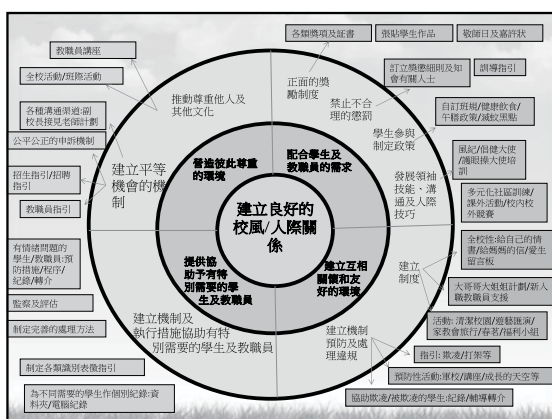 各類獎項及証書
張貼學生作品
敬師日及嘉許狀
教職員講座
全校活動/班際活動
各種溝通渠道:副
校長接見老師計劃
公平公正的申訴機制
招生指引/招聘
指引
教職員指引
有情緒問題的
學生/教職員:預
防措施/程序/
紀錄/轉介
監察及評估
制定完善的處理方法
制定各類識別表徵指引
為不同需要的學生作個別紀錄:資
料夾/電腦紀錄
訂立獎懲細則及知
會有關人士
訓導指引
自訂班規/健康飲食/
午膳政策/滅蚊黑點
風紀/倡健大使
/護眼操大使培
訓
多元化社區訓練/
課外活動/校內校
外競賽
全校性:給自己的情
書/給媽媽的信/愛生
留言板
大哥哥大姐姐計劃/新入
職教職員支援
活動: 清潔校園/遊藝匯演/
家教會旅行/春茗/福利小組
指引: 欺凌/打架等
預防性活動:軍校/講座/成長的天空等
協助欺凌/被欺凌的學生:紀錄/輔導轉介
推動尊重他人及
其他文化
正面的獎
勵制度
禁止不合理
的懲罰
學生參與
制定政策
發展領袖
技能、溝
通及人際
技巧
建立
制度
建立機制
預防及處
理違規
建立機制及
執行措施協助有特
別需要的學生及教職員
建立平等
機會的機
制
營造彼此尊重
的環境
配合學生及
教職員的需求
建立互相
關懷和友
好的環境
提供協
助予有特
別需要的學
生及教職員
建立良好的
校風/人際關
係